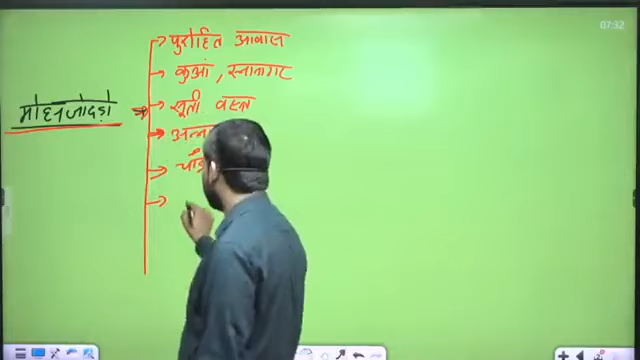 07:32
पुरोहित आवास
कुआं, स्नानागार
मोहनजोदड़ो
सूती वस्त्र